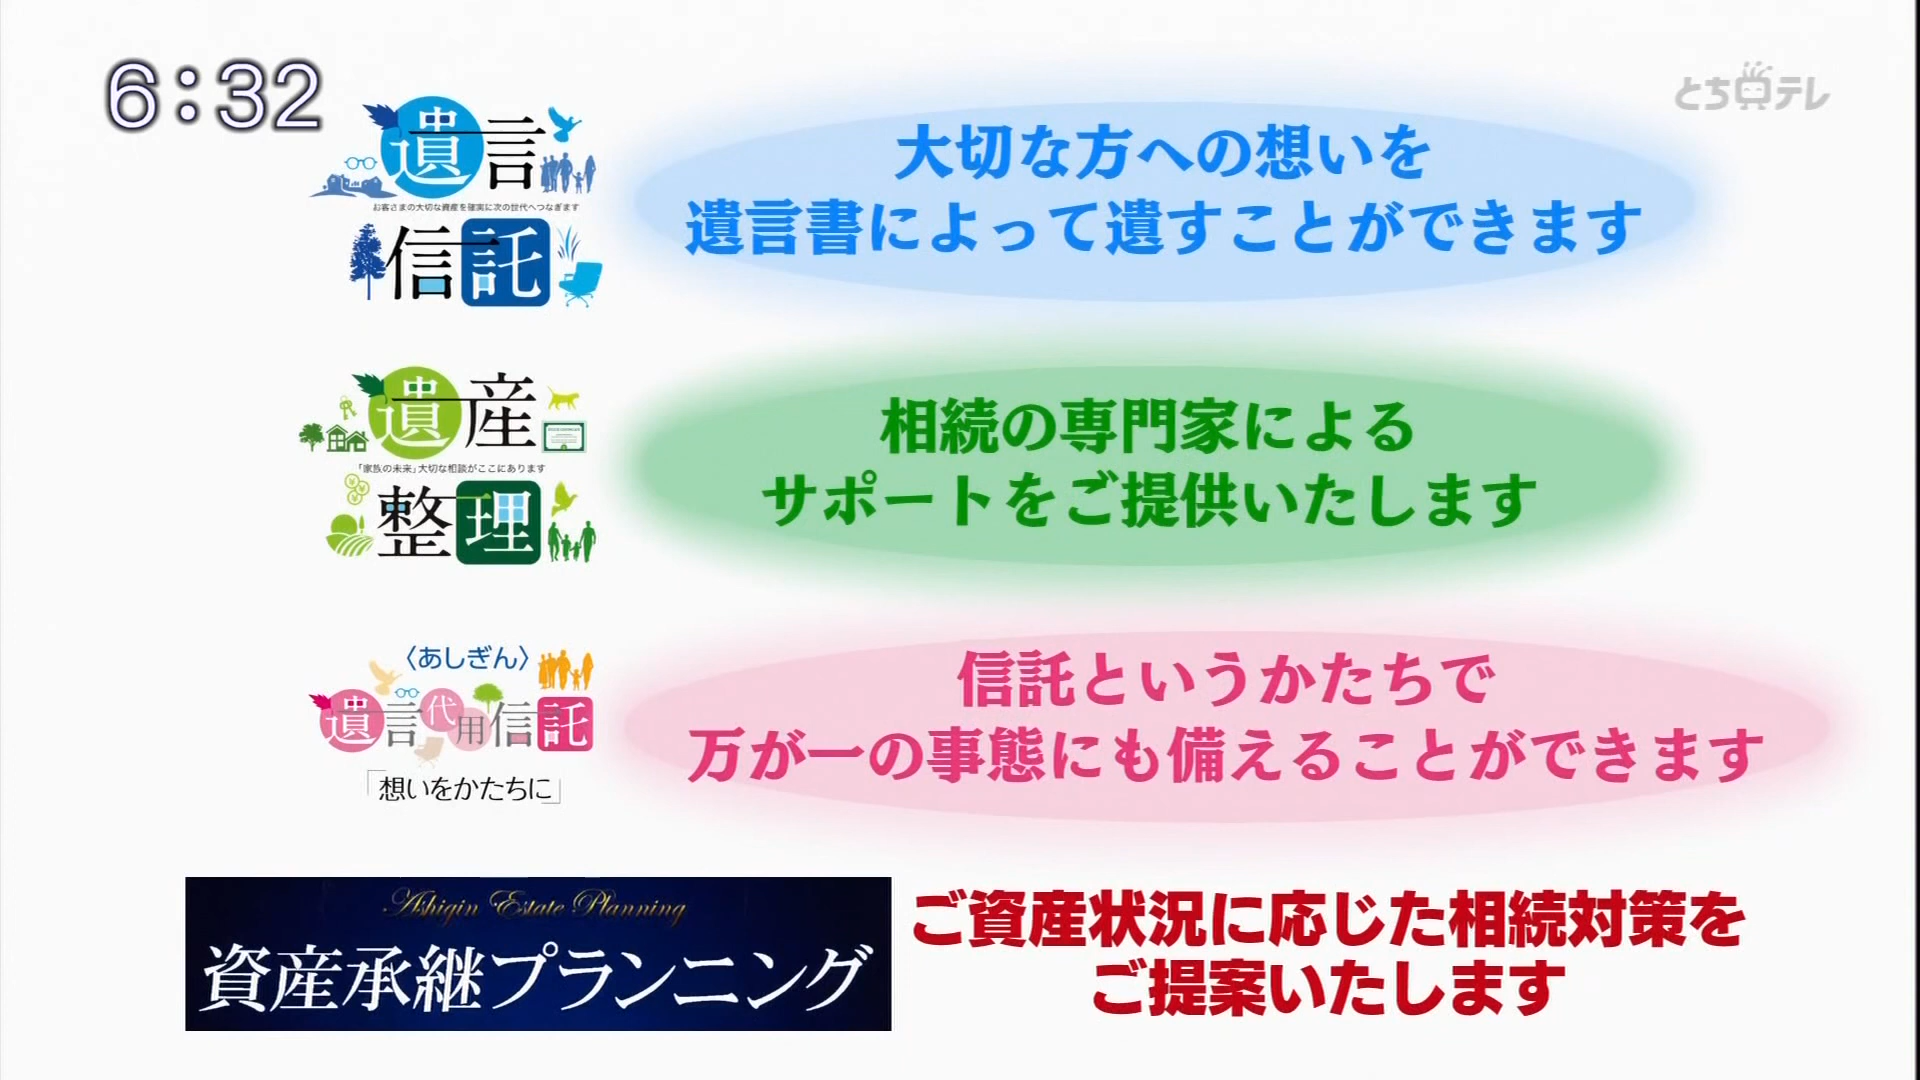 6:32
とちテレ
遺言
お客さまの大切な資産を確実に次の世代へつなぎます
信託
大切な方への想いを
遺言書によって遺すことができます
遺産
「家族の未来」大切な相談がここにあります
整理
相続の専門家による
サポートをご提供いたします
〈あしぎん〉
遺言代用信託
「想いをかたちに」
信託というかたちで
万が一の事態にも備えることができます
Ashigin Estate Planning
資産承継プランニング
ご資産状況に応じた相続対策を
ご提案いたします